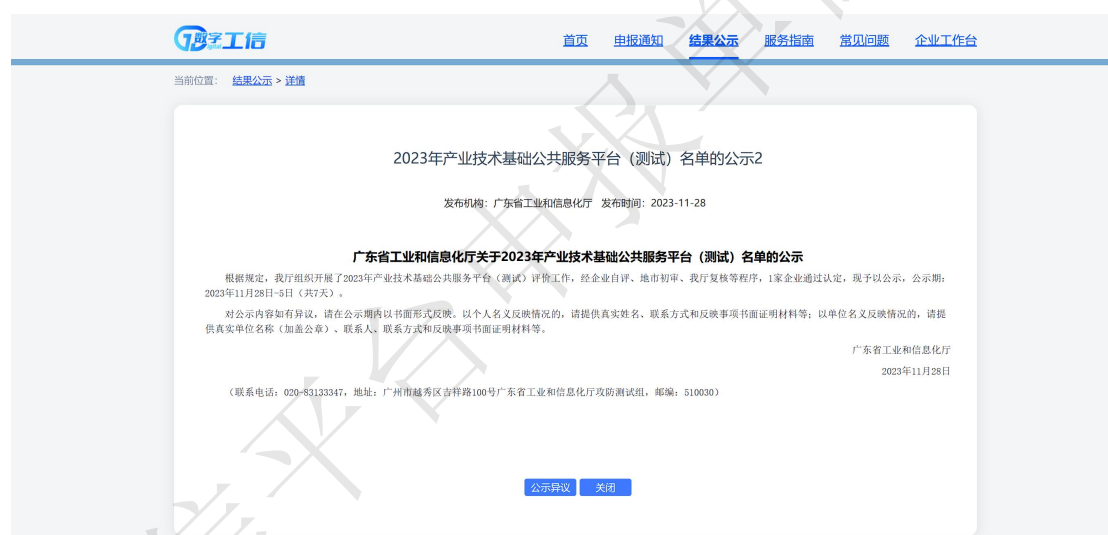 数字工信
首页 申报通知 结果公示 服务指南 常见问题 企业工作台
当前位置: 结果公示 > 详情
2023年产业技术基础公共服务平台（测试）名单的公示2
发布机构：广东省工业和信息化厅 发布时间：2023-11-28
广东省工业和信息化厅关于2023年产业技术基础公共服务平台（测试）名单的公示
根据规定，我厅组织开展了2023年产业技术基础公共服务平台（测试）评价工作，经企业自评、地市初审、我厅复核等程序，1家企业通过认定，现予以公示，公示期：
2023年11月28日-5日（共7天）。
对公示内容如有异议，请在公示期内以书面形式反映。以个人名义反映情况的，请提供真实姓名、联系方式和反映事项书面证明材料等；以单位名义反映情况的，请提
供真实单位名称（加盖公章）、联系人、联系方式和反映事项书面证明材料等。
广东省工业和信息化厅
2023年11月28日
（联系电话：020-83133347，地址：广州市越秀区吉祥路100号广东省工业和信息化厅攻防测试组，邮编：510030）
公示异议 关闭
信平台申报单